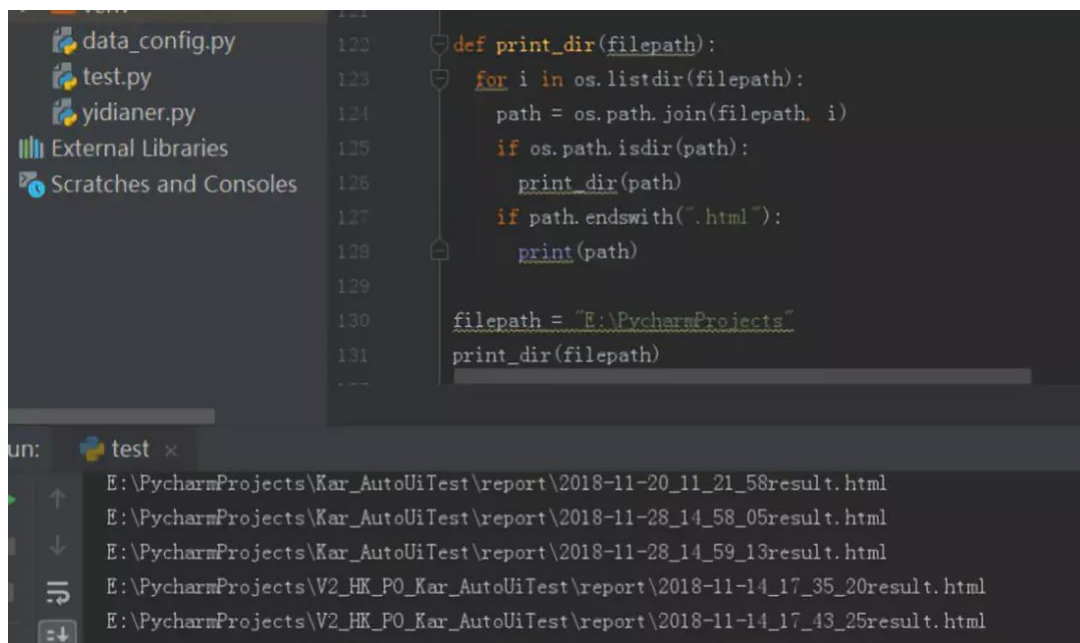 data_config.py
test.py
yidianer.py
External Libraries
Scratches and Consoles
122 def print_dir(filepath):
123 for i in os.listdir(filepath):
124 path = os.path.join(filepath, i)
125 if os.path.isdir(path):
126 print_dir(path)
127 if path.endswith(".html"):
128 print(path)
129
130 filepath = "E:\PycharmProjects"
131 print_dir(filepath)
un:
test ×
E:\PycharmProjects\Kar_AutoUiTest\report\2018-11-20_11_21_58result.html
E:\PycharmProjects\Kar_AutoUiTest\report\2018-11-28_14_58_05result.html
E:\PycharmProjects\Kar_AutoUiTest\report\2018-11-28_14_59_13result.html
E:\PycharmProjects\V2_HK_PO_Kar_AutoUiTest\report\2018-11-14_17_35_20result.html
E:\PycharmProjects\V2_HK_PO_Kar_AutoUiTest\report\2018-11-14_17_43_25result.html